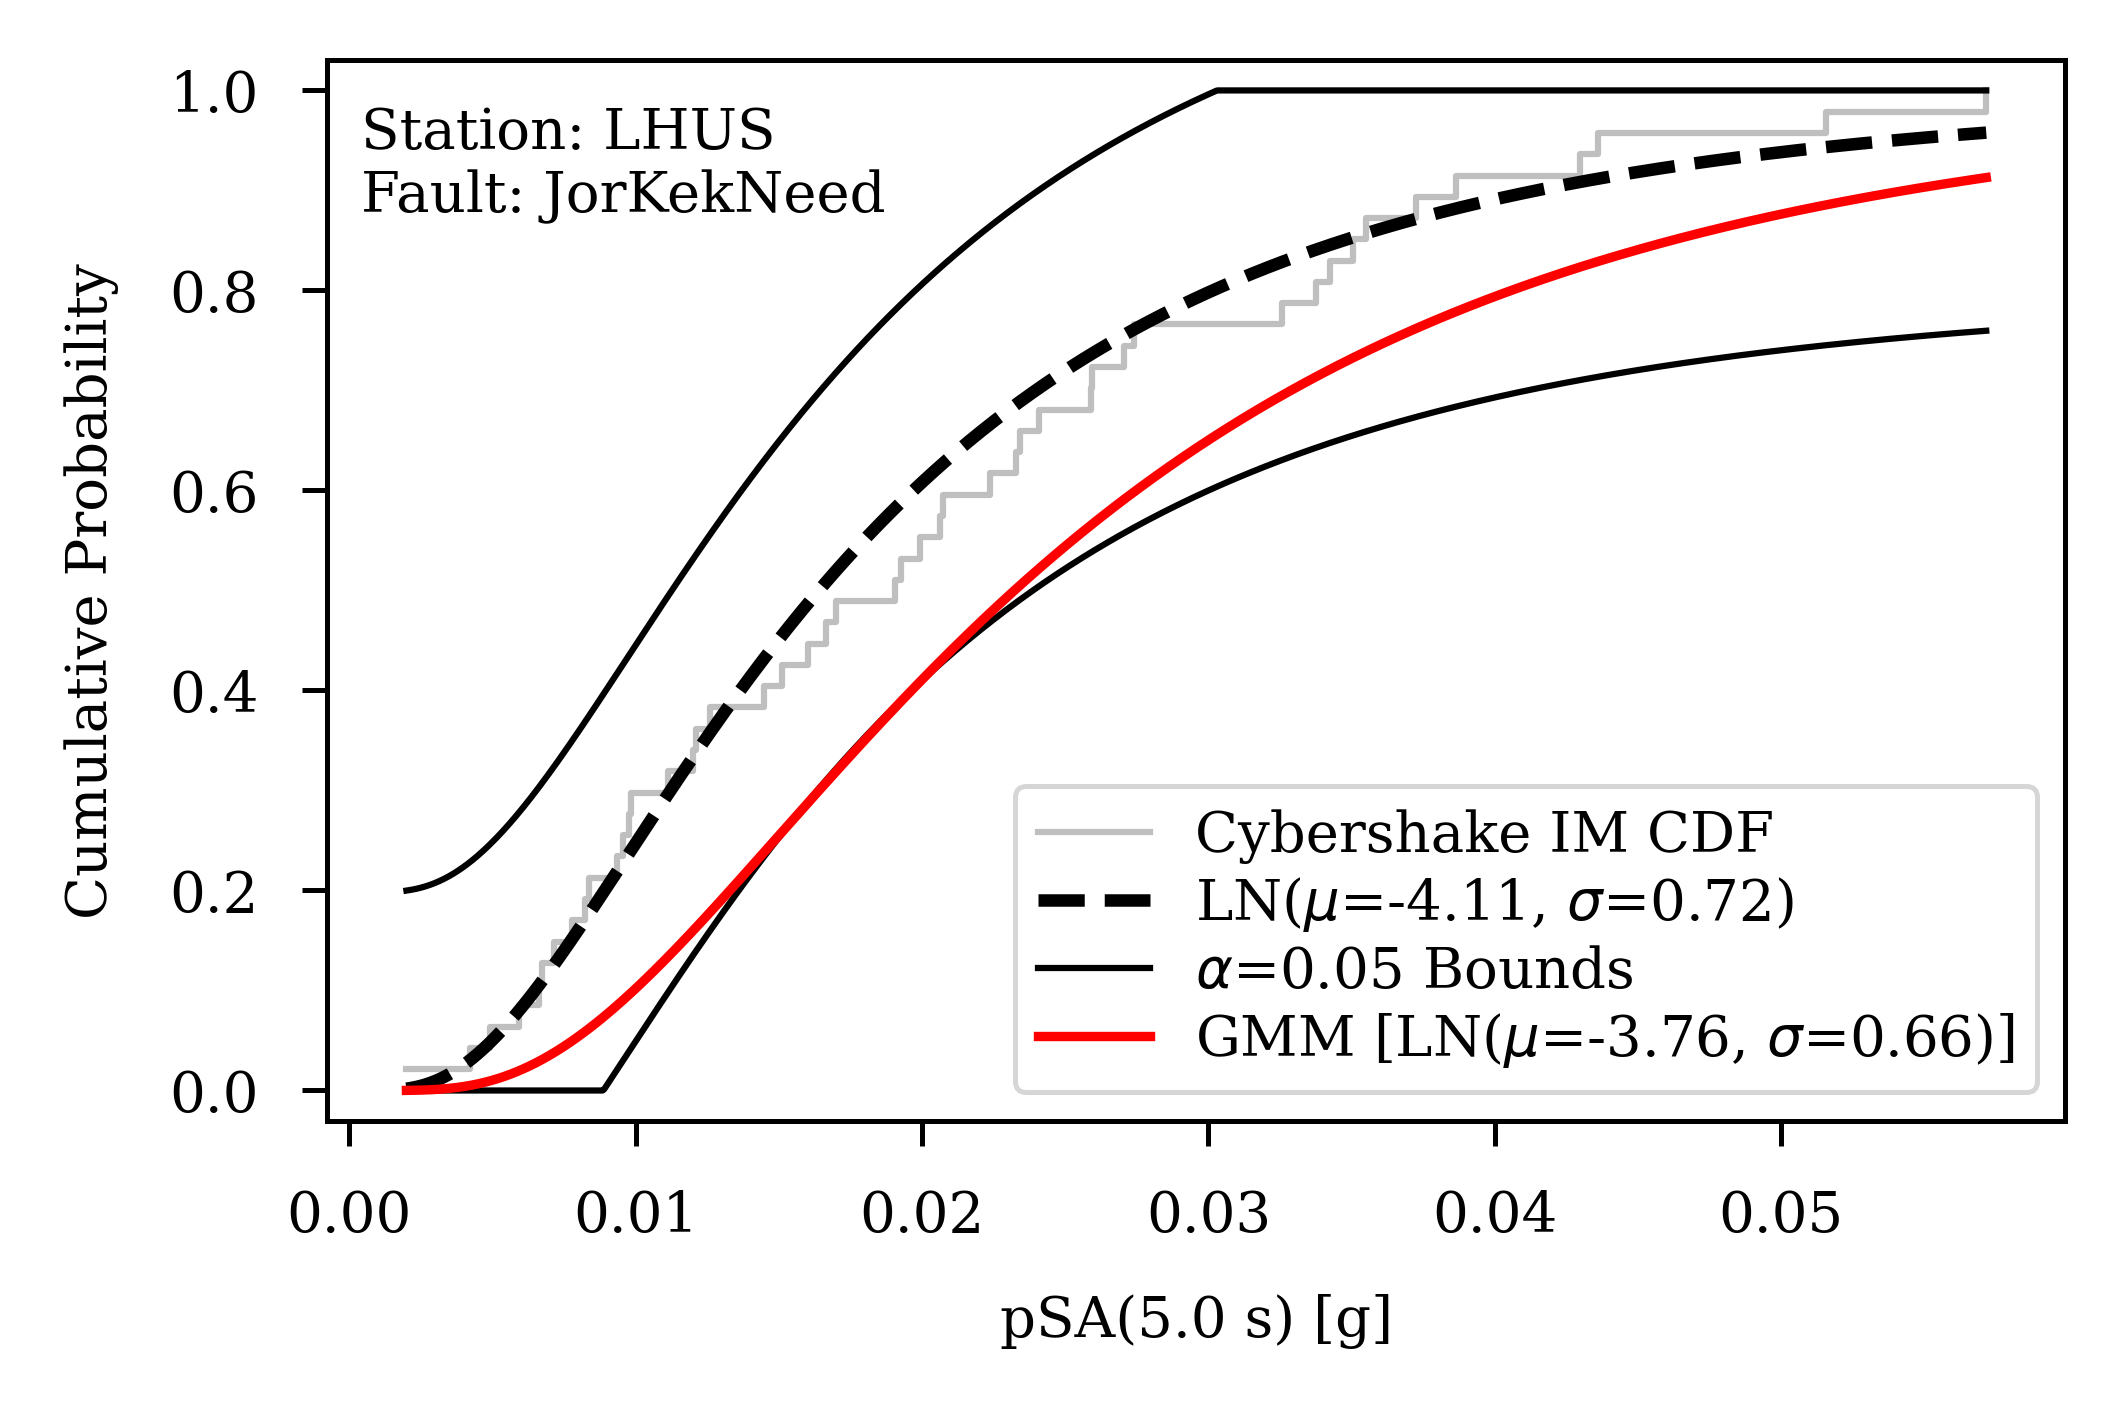 Station: LHUS
Fault: JorKekNeed
Cumulative Probability
1.0
0.8
0.6
0.4
0.2
0.0
Cybershake IM CDF
LN(μ=-4.11, σ=0.72)
α=0.05 Bounds
GMM [LN(μ=-3.76, σ=0.66)]
0.00 0.01 0.02 0.03 0.04 0.05
pSA(5.0 s) [g]